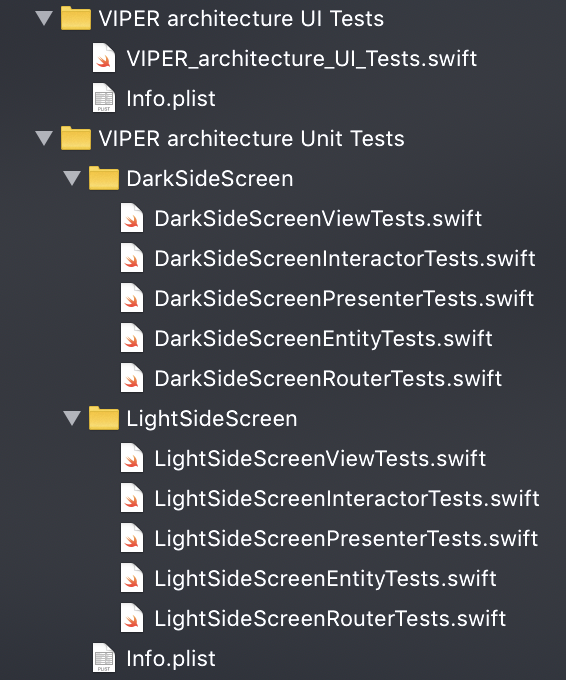 VIPER architecture UI Tests
VIPER_architecture_UI_Tests.swift
Info.plist
VIPER architecture Unit Tests
DarkSideScreen
DarkSideScreenViewTests.swift
DarkSideScreenInteractorTests.swift
DarkSideScreenPresenterTests.swift
DarkSideScreenEntityTests.swift
DarkSideScreenRouterTests.swift
LightSideScreen
LightSideScreenViewTests.swift
LightSideScreenInteractorTests.swift
LightSideScreenPresenterTests.swift
LightSideScreenEntityTests.swift
LightSideScreenRouterTests.swift
Info.plist